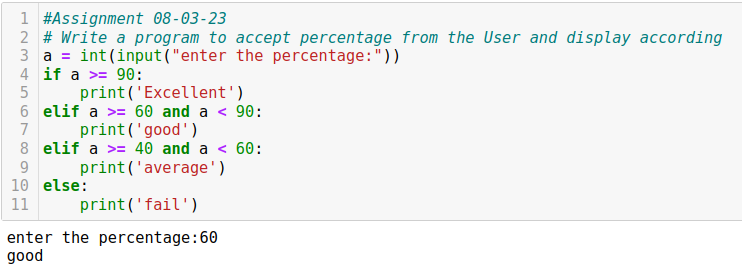 1 #Assignment 08-03-23
2 # Write a program to accept percentage from the User and display according
3 a = int(input("enter the percentage:"))
4 if a >= 90:
5     print('Excellent')
6 elif a >= 60 and a < 90:
7     print('good')
8 elif a >= 40 and a < 60:
9     print('average')
10 else:
11     print('fail')
enter the percentage:60
good